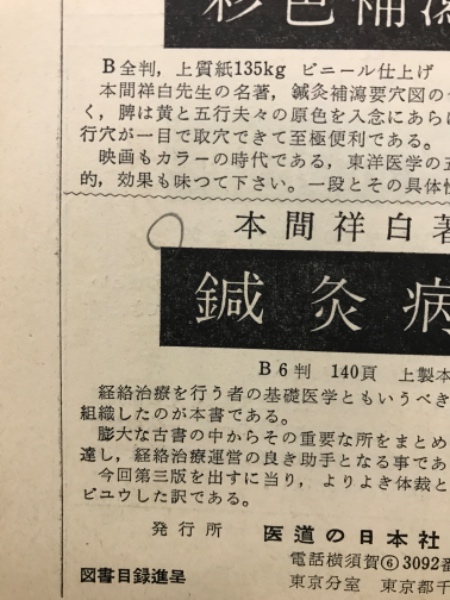 彩色補瀉
B全判，上質紙135kg ビニール仕上げ
本間祥白先生の名著，鍼灸補瀉要穴図の
く，脾は黄と五行夫々の原色を入念にあら
行穴が一目で取穴できて至極便利である。
映画もカラーの時代である，東洋医学の五
的，効果も味つて下さい。一段とその具体性
本間祥白著
鍼灸病
B6判 140頁 上製本
経絡治療を行う者の基礎医学ともいうべき
組織したのが本書である。
膨大な古書の中からその重要な所をまとめ
達し，経絡治療運営の良き助手となる事であ
今回第三版を出すに当り，よりよき体裁と
ピユウした訳である。
発行所 医道の日本社
電話横須賀⑥3092番
図書目録進呈
東京分室 東京都千